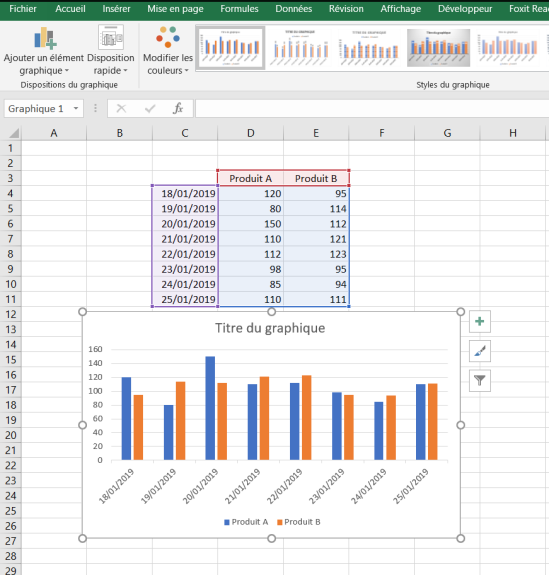 Fichier Accueil Insérer Mise en page Formules Données Révision Affichage Développeur Foxit Rea
Ajouter un élément graphique Disposition rapide Modifier les couleurs
Dispositions du graphique Styles du graphique
Graphique 1 fx
A B C D E F G H
1
2
3 Produit A Produit B
4 18/01/2019 120 95
5 19/01/2019 80 114
6 20/01/2019 150 112
7 21/01/2019 110 121
8 22/01/2019 112 123
9 23/01/2019 98 95
10 24/01/2019 85 94
11 25/01/2019 110 111
12
13
14
15
16
17
18
19
20
21
22
23
24
25
26
27
28
29
Titre du graphique
160
140
120
100
80
60
40
20
0
18/01/2019 19/01/2019 20/01/2019 21/01/2019 22/01/2019 23/01/2019 24/01/2019 25/01/2019
Produit A Produit B